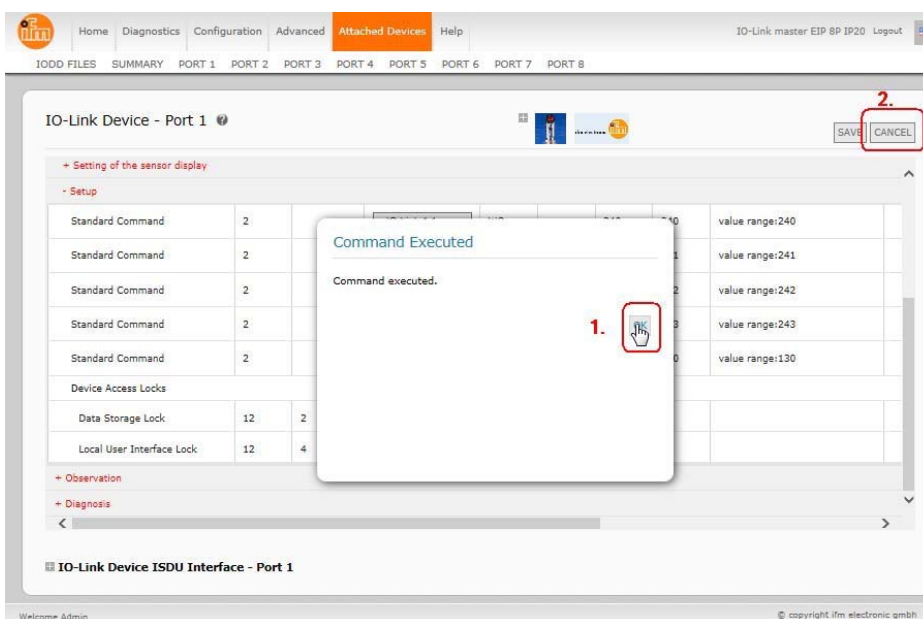 ifm
Home Diagnostics Configuration Advanced Attached Devices Help IO-Link master EIP 8P IP20 Logout
IODD FILES SUMMARY PORT 1 PORT 2 PORT 3 PORT 4 PORT 5 PORT 6 PORT 7 PORT 8
2.
IO-Link Device - Port 1
SAVE CANCEL
+ Setting of the sensor display
- Setup
Standard Command 2 value range:240
Command Executed
Standard Command 2 value range:241
Command executed.
Standard Command 2 value range:242
1. OK
Standard Command 2 value range:243
Standard Command 2 value range:130
Device Access Locks
Data Storage Lock 12 2
Local User Interface Lock 12 4
+ Observation
+ Diagnosis
IO-Link Device ISDU Interface - Port 1
Welcome Admin © copyright ifm electronic gmbh